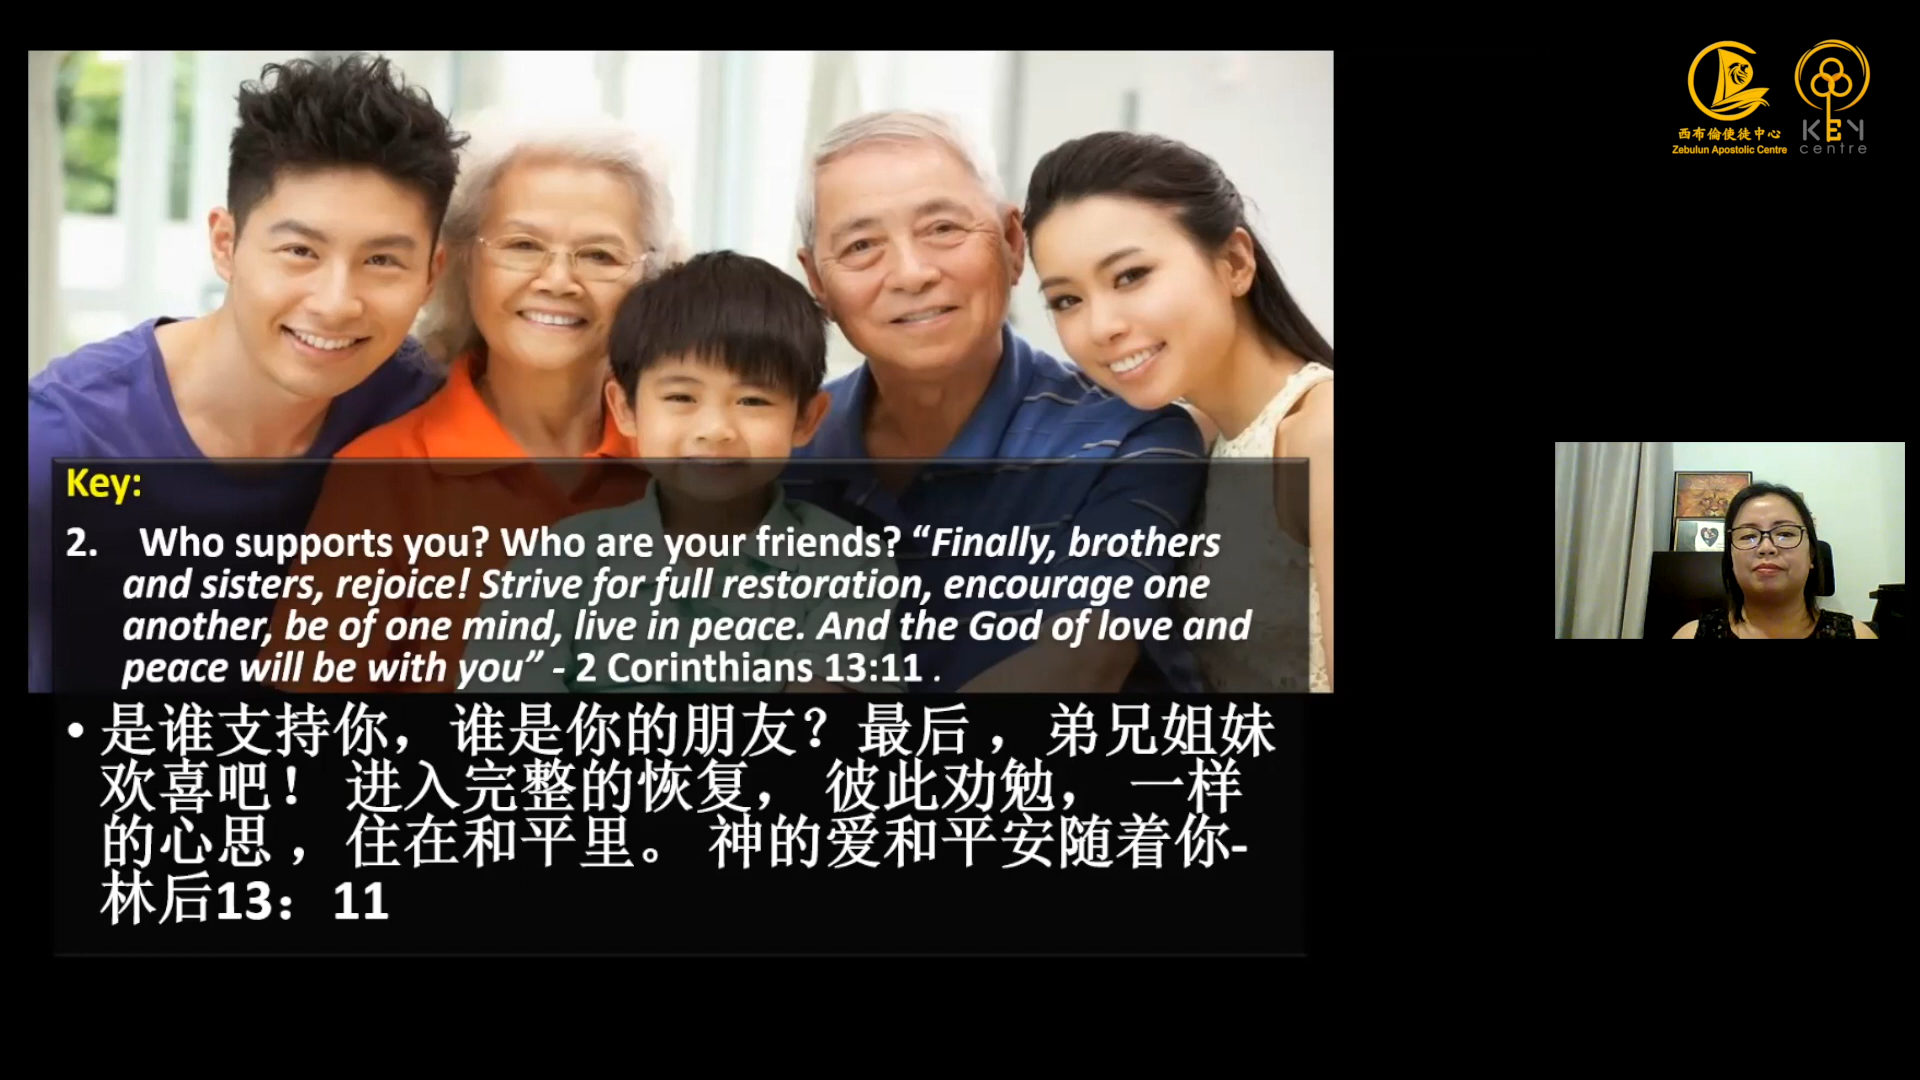 西布倫使徒中心
Zebulun Apostolic Centre
KEY
centre
Key:
2. Who supports you? Who are your friends? “Finally, brothers
and sisters, rejoice! Strive for full restoration, encourage one
another, be of one mind, live in peace. And the God of love and
peace will be with you” - 2 Corinthians 13:11 .
• 是谁支持你， 谁是你的朋友？最后 ， 弟兄姐妹
欢喜吧！ 进入完整的恢复， 彼此劝勉， 一样
的心思 ，住在和平里。 神的爱和平安随着你-
林后13： 11